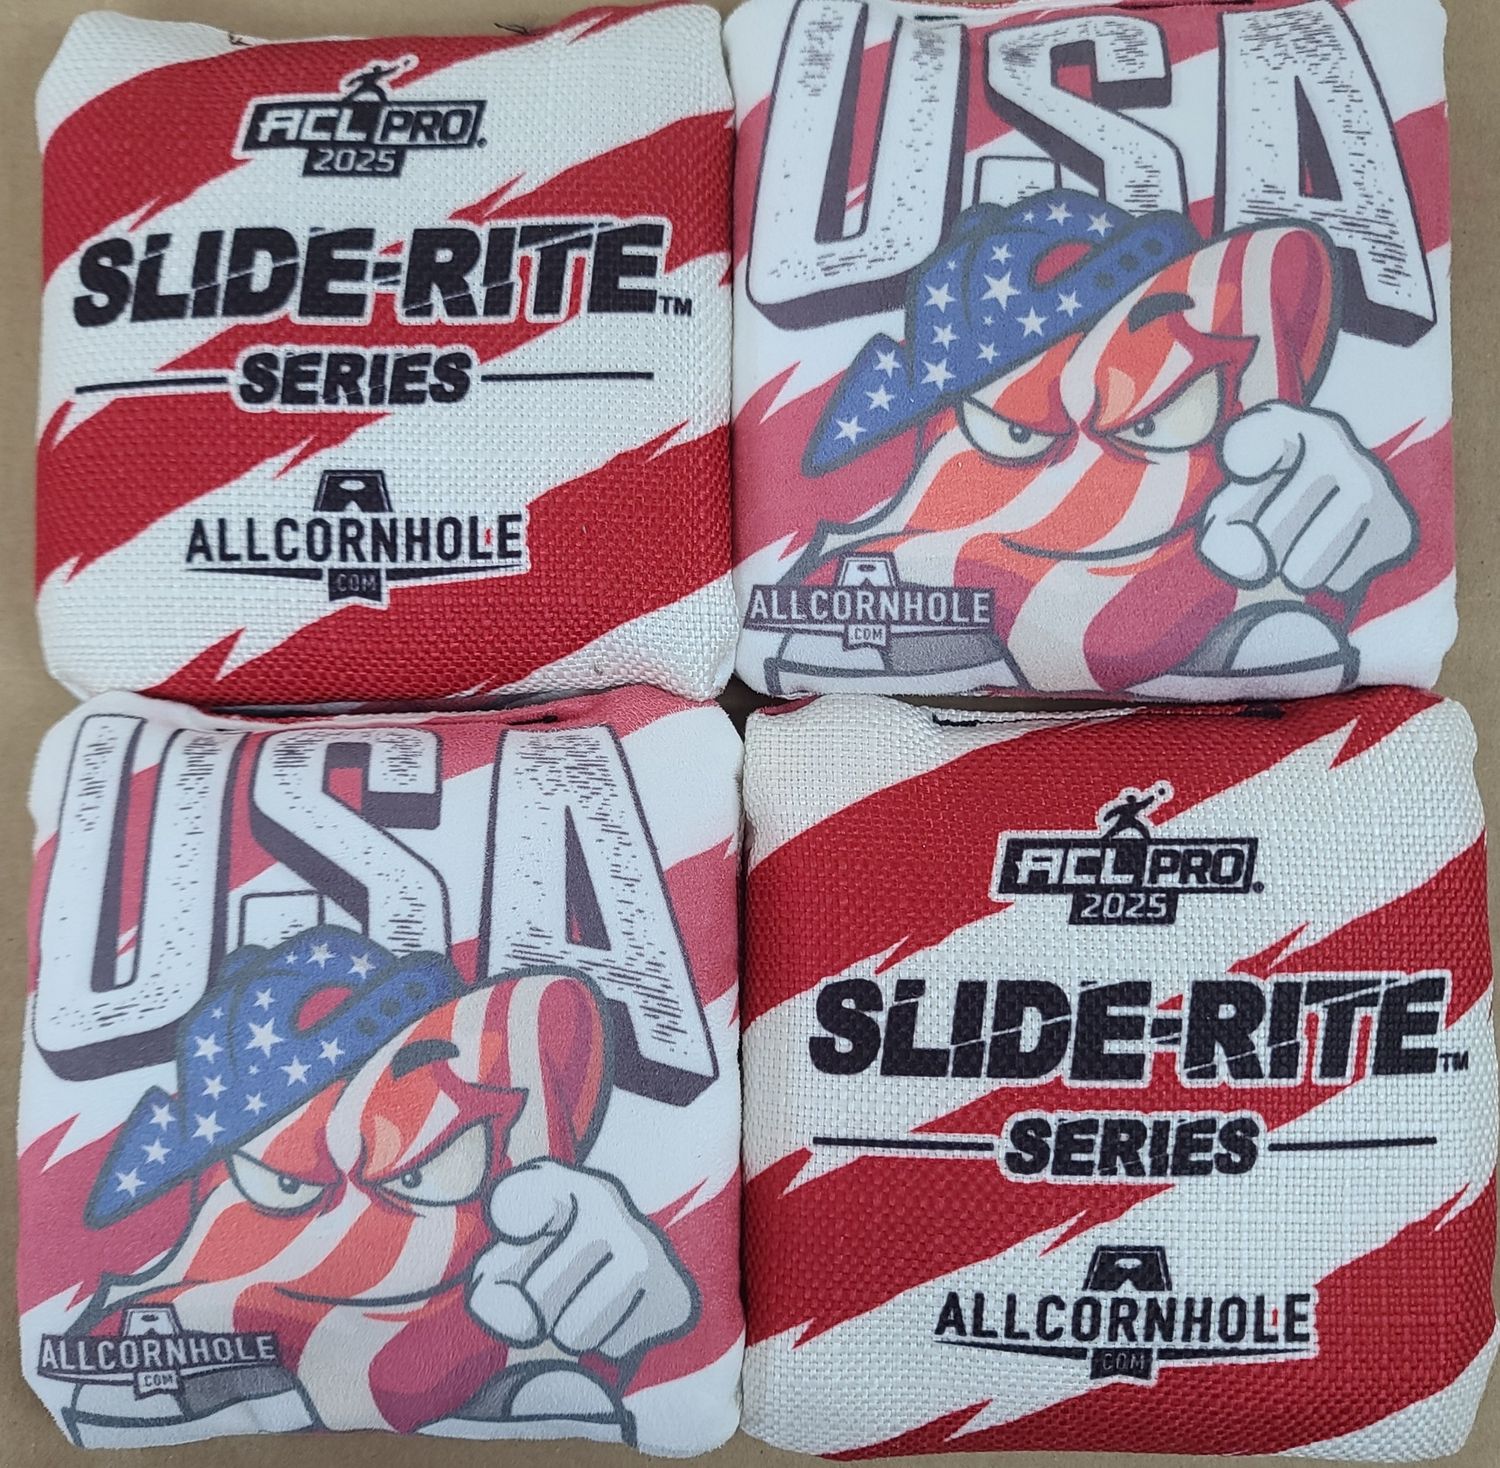 ACL PRO®
2025
SLIDE-RITE™
SERIES
ALLCORNHOLE
.COM
USA
ALLCORNHOLE
.COM
USA
ALLCORNHOLE
.COM
ACL PRO®
2025
SLIDE-RITE™
SERIES
ALLCORNHOLE
.COM